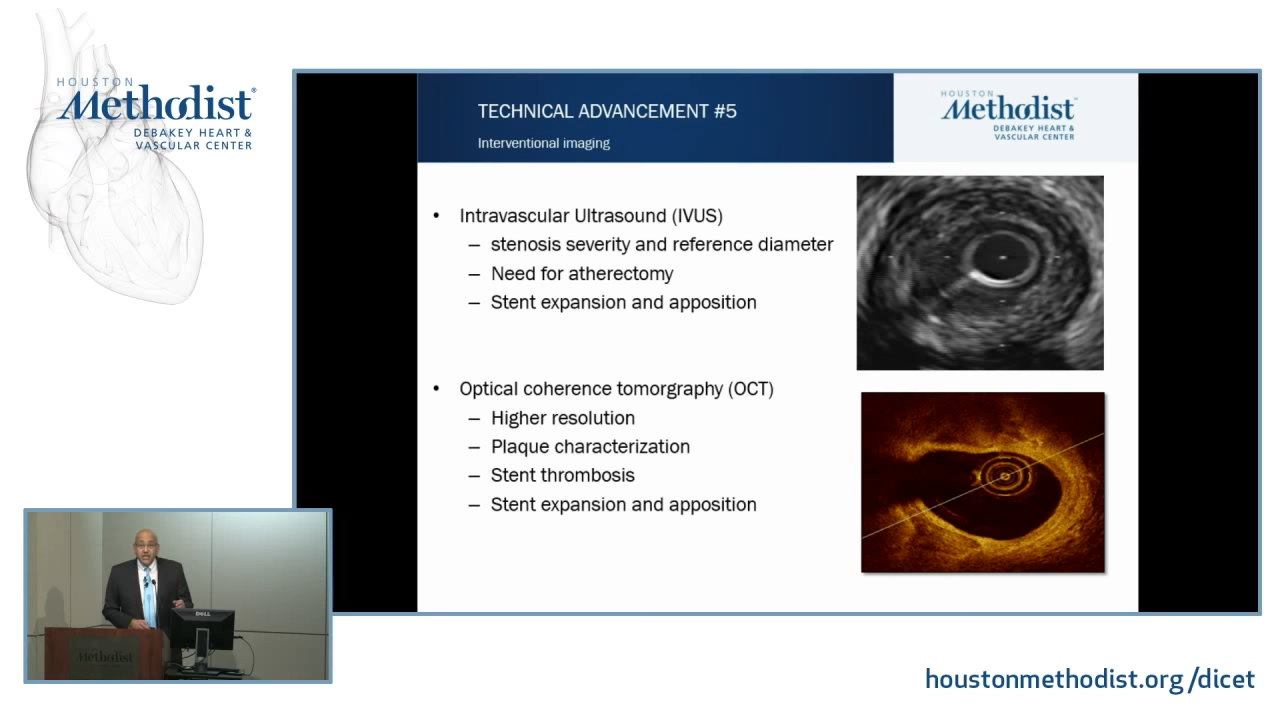 HOUSTON
Methodist®
DEBAKEY HEART &
VASCULAR CENTER
TECHNICAL ADVANCEMENT #5
Interventional imaging
HOUSTON
Methodist
DEBAKEY HEART &
VASCULAR CENTER
• Intravascular Ultrasound (IVUS)
– stenosis severity and reference diameter
– Need for atherectomy
– Stent expansion and apposition
• Optical coherence tomorgraphy (OCT)
– Higher resolution
– Plaque characterization
– Stent thrombosis
– Stent expansion and apposition
DELL
Methodist
houstonmethodist.org/dicet